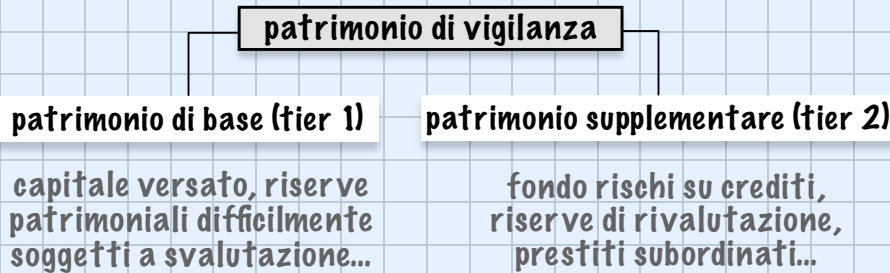 patrimonio di vigilanza
patrimonio di base (tier 1)
patrimonio supplementare (tier 2)
capitale versato, riserve
patrimoniali difficilmente
soggetti a svalutazione...
fondo rischi su crediti,
riserve di rivalutazione,
prestiti subordinati...